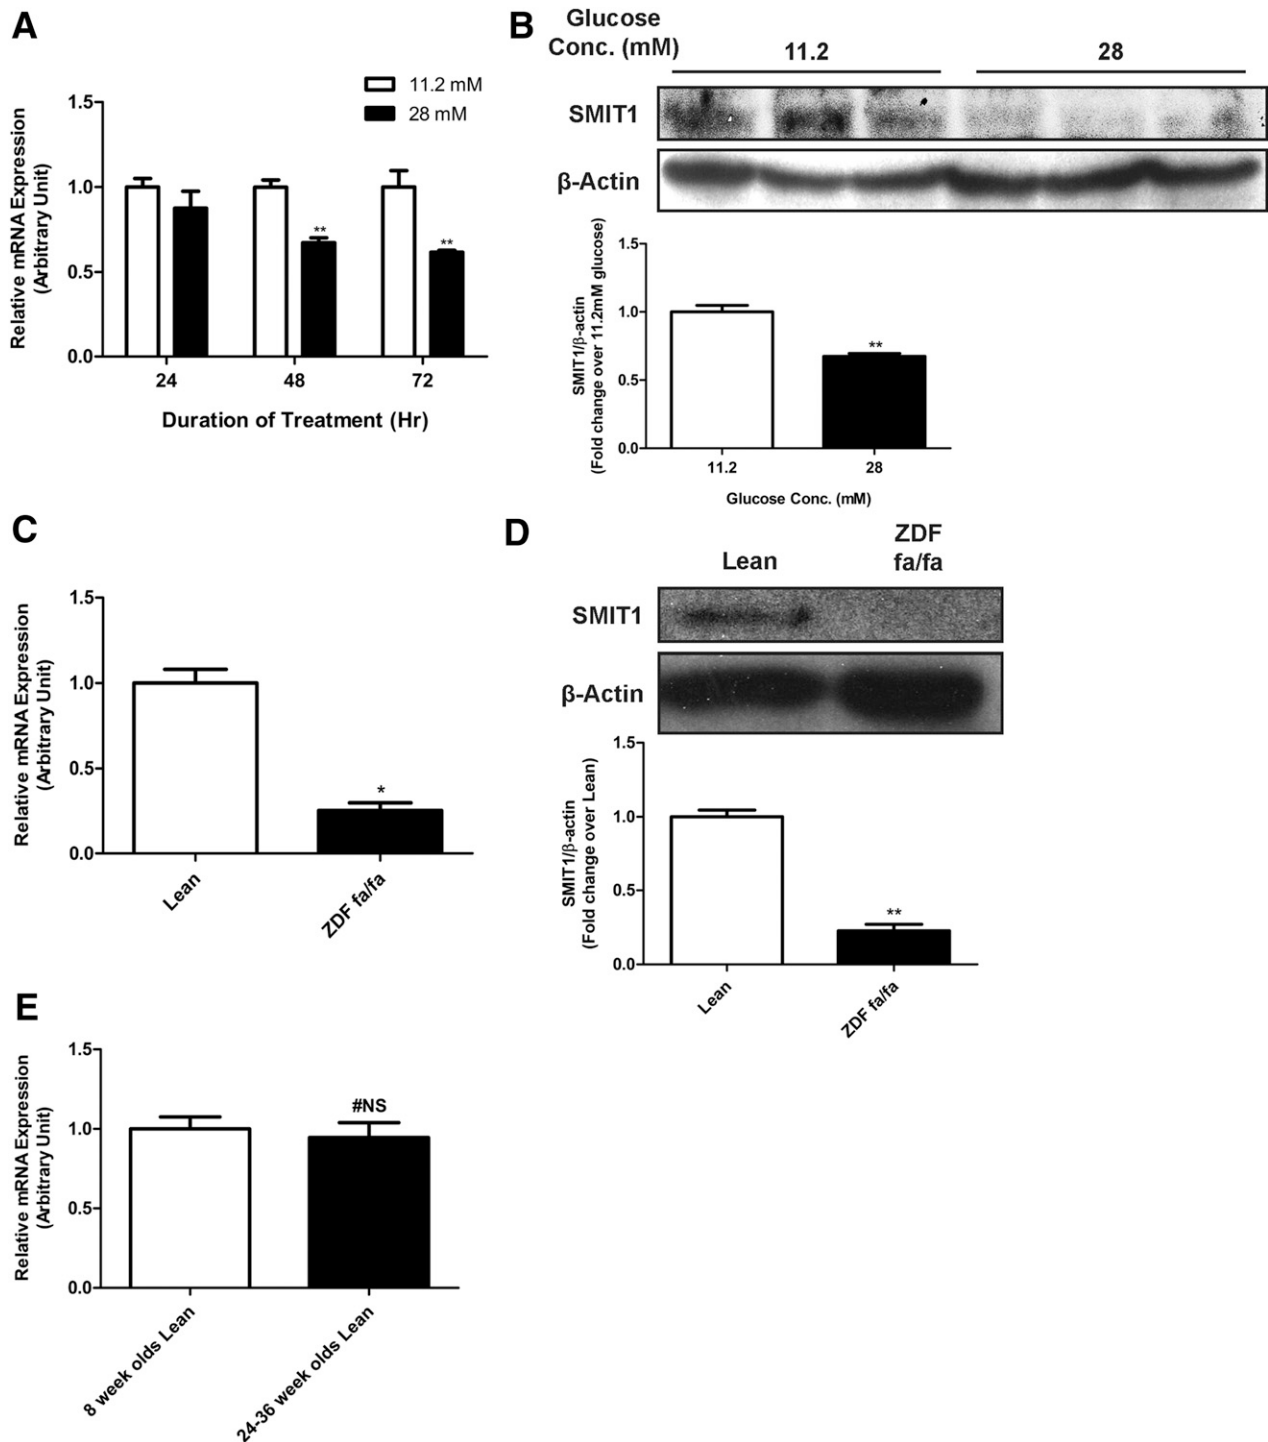 A
11.2 mM
28 mM
Relative mRNA Expression
(Arbitrary Unit)
1.5
1.0
0.5
0.0
**
**
24
48
72
Duration of Treatment (Hr)
B
Glucose
Conc. (mM)
11.2
28
SMIT1
β-Actin
SMIT1/β-actin
(Fold change over 11.2mM glucose)
1.5
1.0
0.5
0.0
**
11.2
28
Glucose Conc. (mM)
C
Relative mRNA Expression
(Arbitrary Unit)
1.5
1.0
0.5
0.0
*
Lean
ZDF fa/fa
D
Lean
ZDF
fa/fa
SMIT1
β-Actin
SMIT1/β-actin
(Fold change over Lean)
1.5
1.0
0.5
0.0
**
Lean
ZDF fa/fa
E
Relative mRNA Expression
(Arbitrary Unit)
1.5
1.0
0.5
0.0
#NS
8 week olds Lean
24-36 week olds Lean